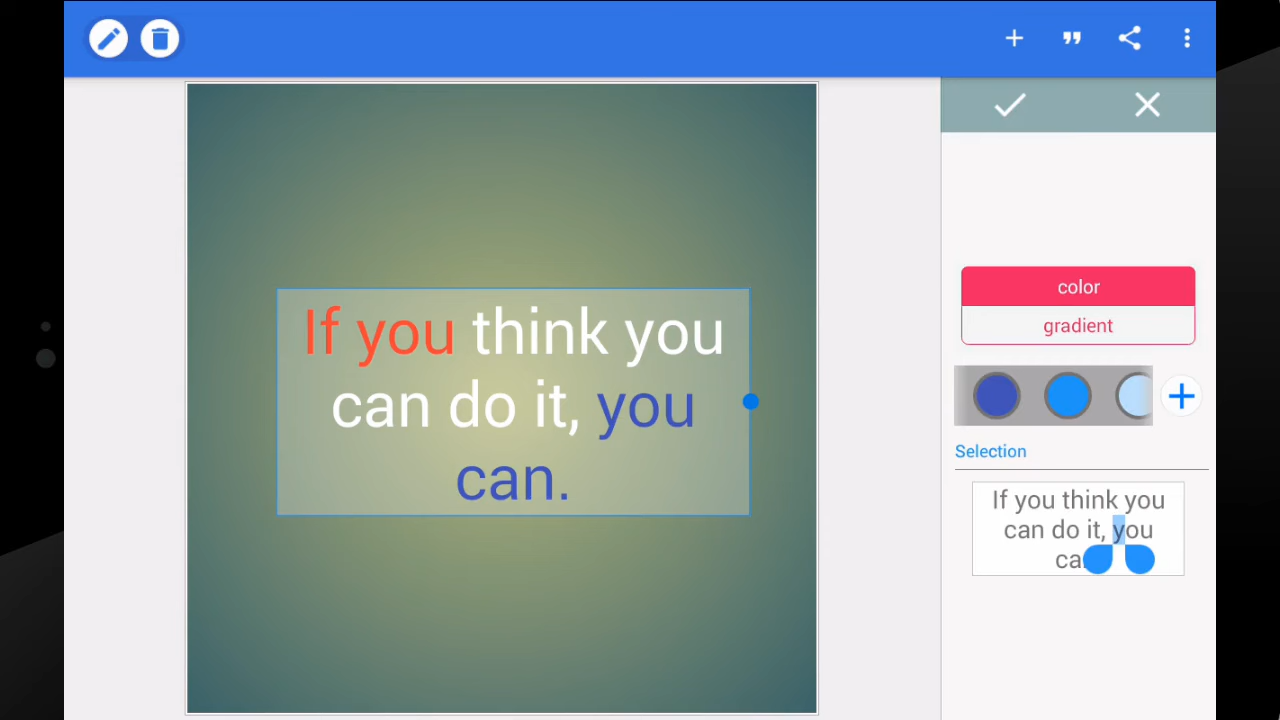 If you think you
can do it, you
can.
color
gradient
Selection
If you think you
can do it, you